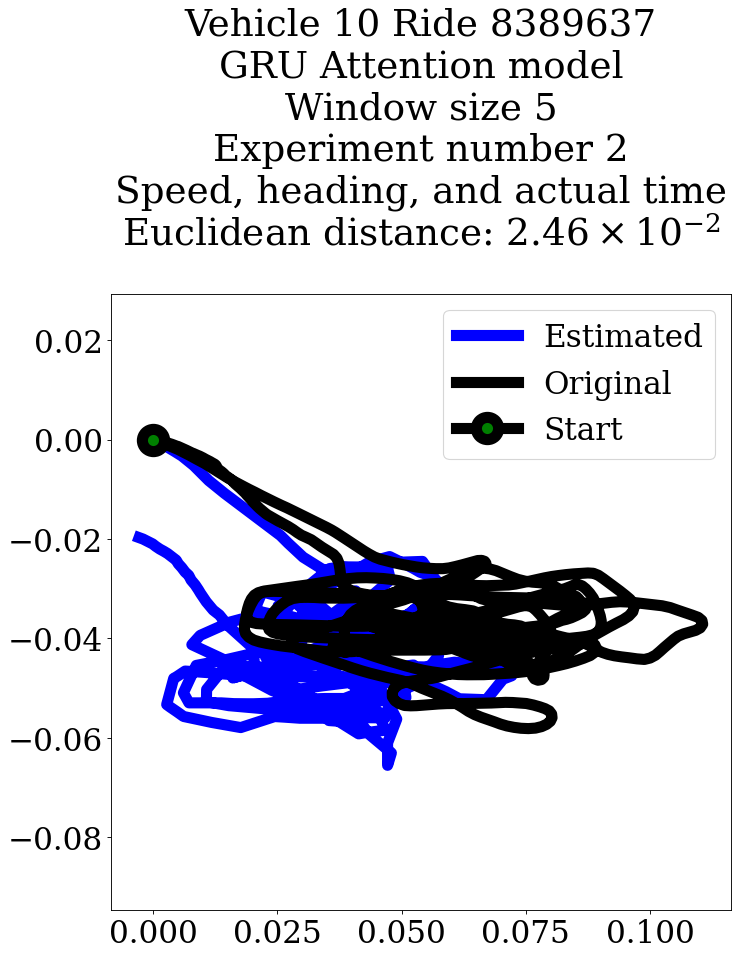 Vehicle 10 Ride 8389637
GRU Attention model
Window size 5
Experiment number 2
Speed, heading, and actual time
Euclidean distance: 2.46 × 10⁻²
Estimated
Original
Start
0.02
0.00
−0.02
−0.04
−0.06
−0.08
0.000 0.025 0.050 0.075 0.100